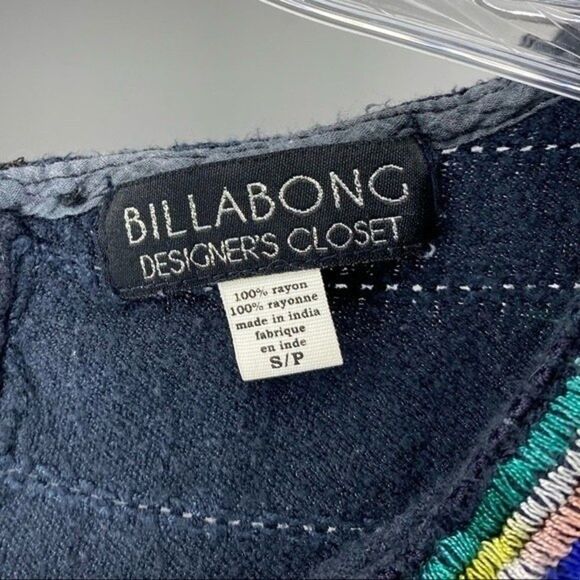 BILLABONG
DESIGNER'S CLOSET
100% rayon
100% rayonne
made in india
fabrique
en inde
S/P